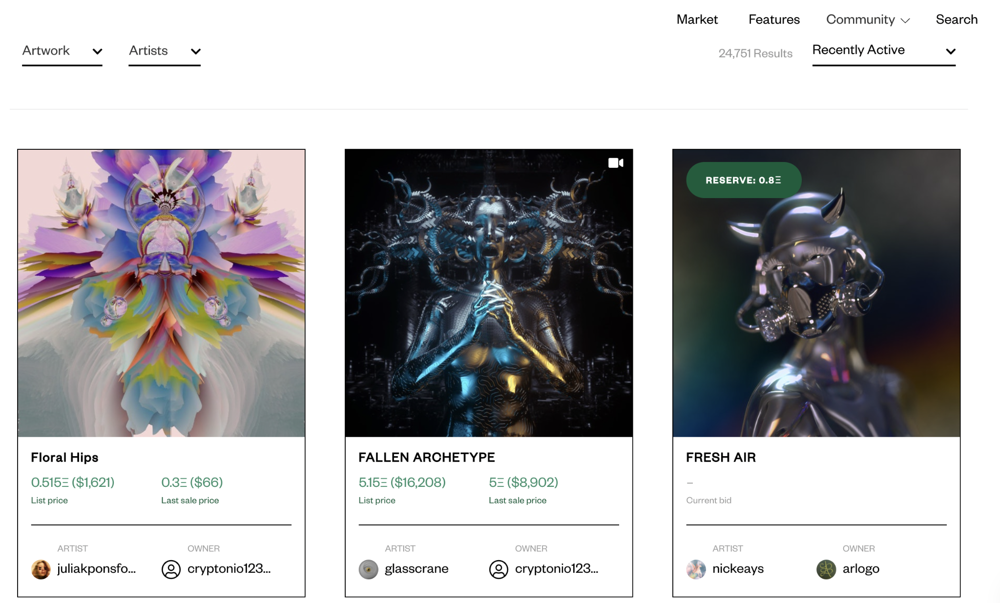 Market Features Community Search
Artwork Artists 24,751 Results Recently Active
RESERVE: 0.8Ξ
Floral Hips
0.515Ξ ($1,621) 0.3Ξ ($66)
List price Last sale price
ARTIST OWNER
juliakponsfo... cryptonio123...
FALLEN ARCHETYPE
5.15Ξ ($16,208) 5Ξ ($8,902)
List price Last sale price
ARTIST OWNER
glasscrane cryptonio123...
FRESH AIR
–
Current bid
ARTIST OWNER
nickeays arlogo